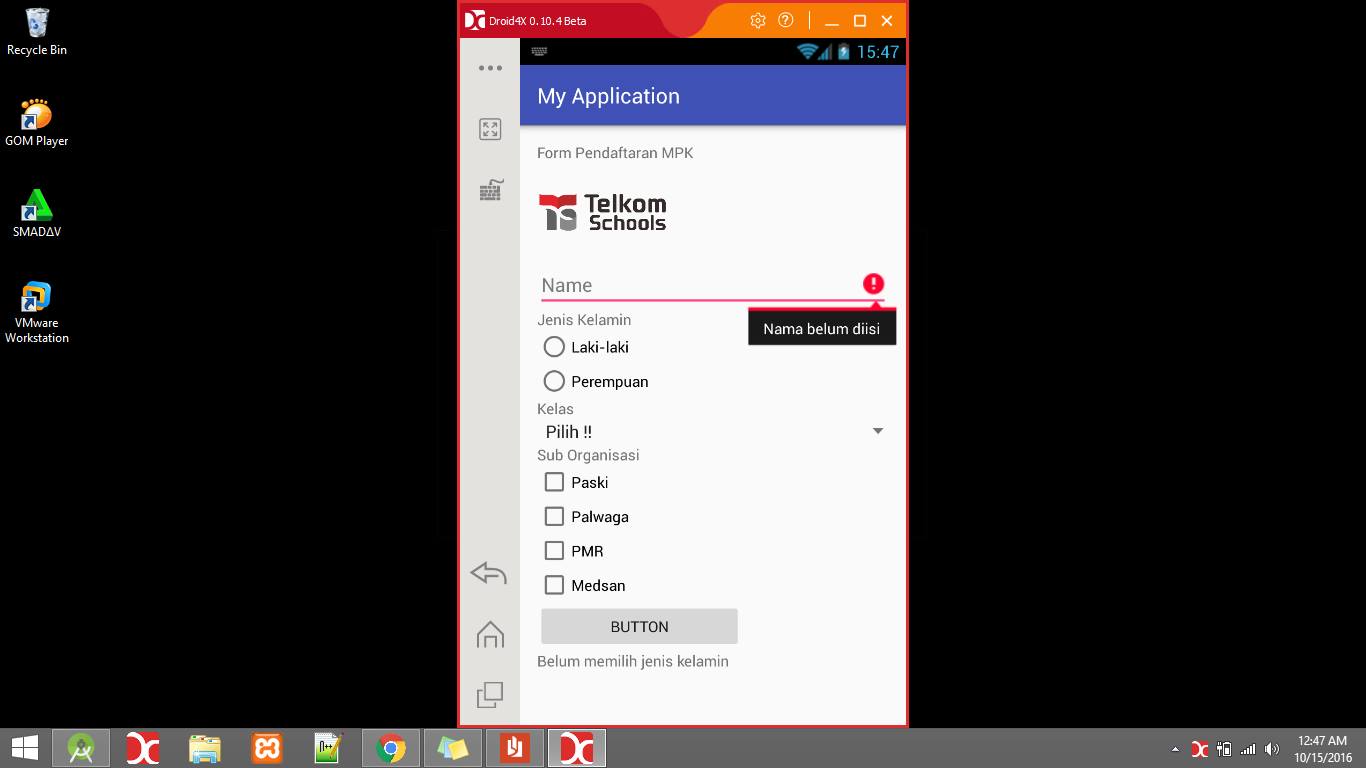 Recycle Bin
GOM Player
SMADΔV
VMware
Workstation
Droid4X 0.10.4 Beta
15:47
My Application
Form Pendaftaran MPK
Telkom
Schools
Name
Nama belum diisi
Jenis Kelamin
Laki-laki
Perempuan
Kelas
Pilih !!
Sub Organisasi
Paski
Palwaga
PMR
Medsan
BUTTON
Belum memilih jenis kelamin
N++
12:47 AM
10/15/2016